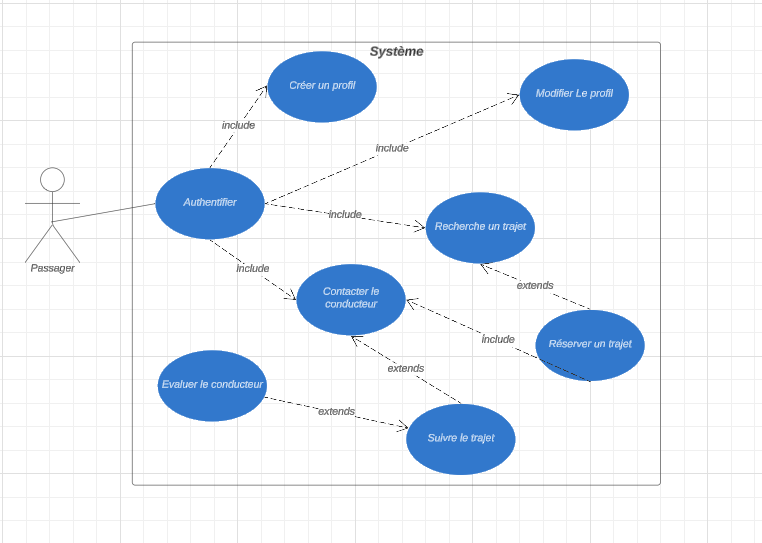 Système
Créer un profil
Modifier Le profil
include
include
Authentifier
include
Recherche un trajet
Passager
include
Contacter le
conducteur
extends
include
Réserver un trajet
extends
Evaluer le conducteur
extends
Suivre le trajet